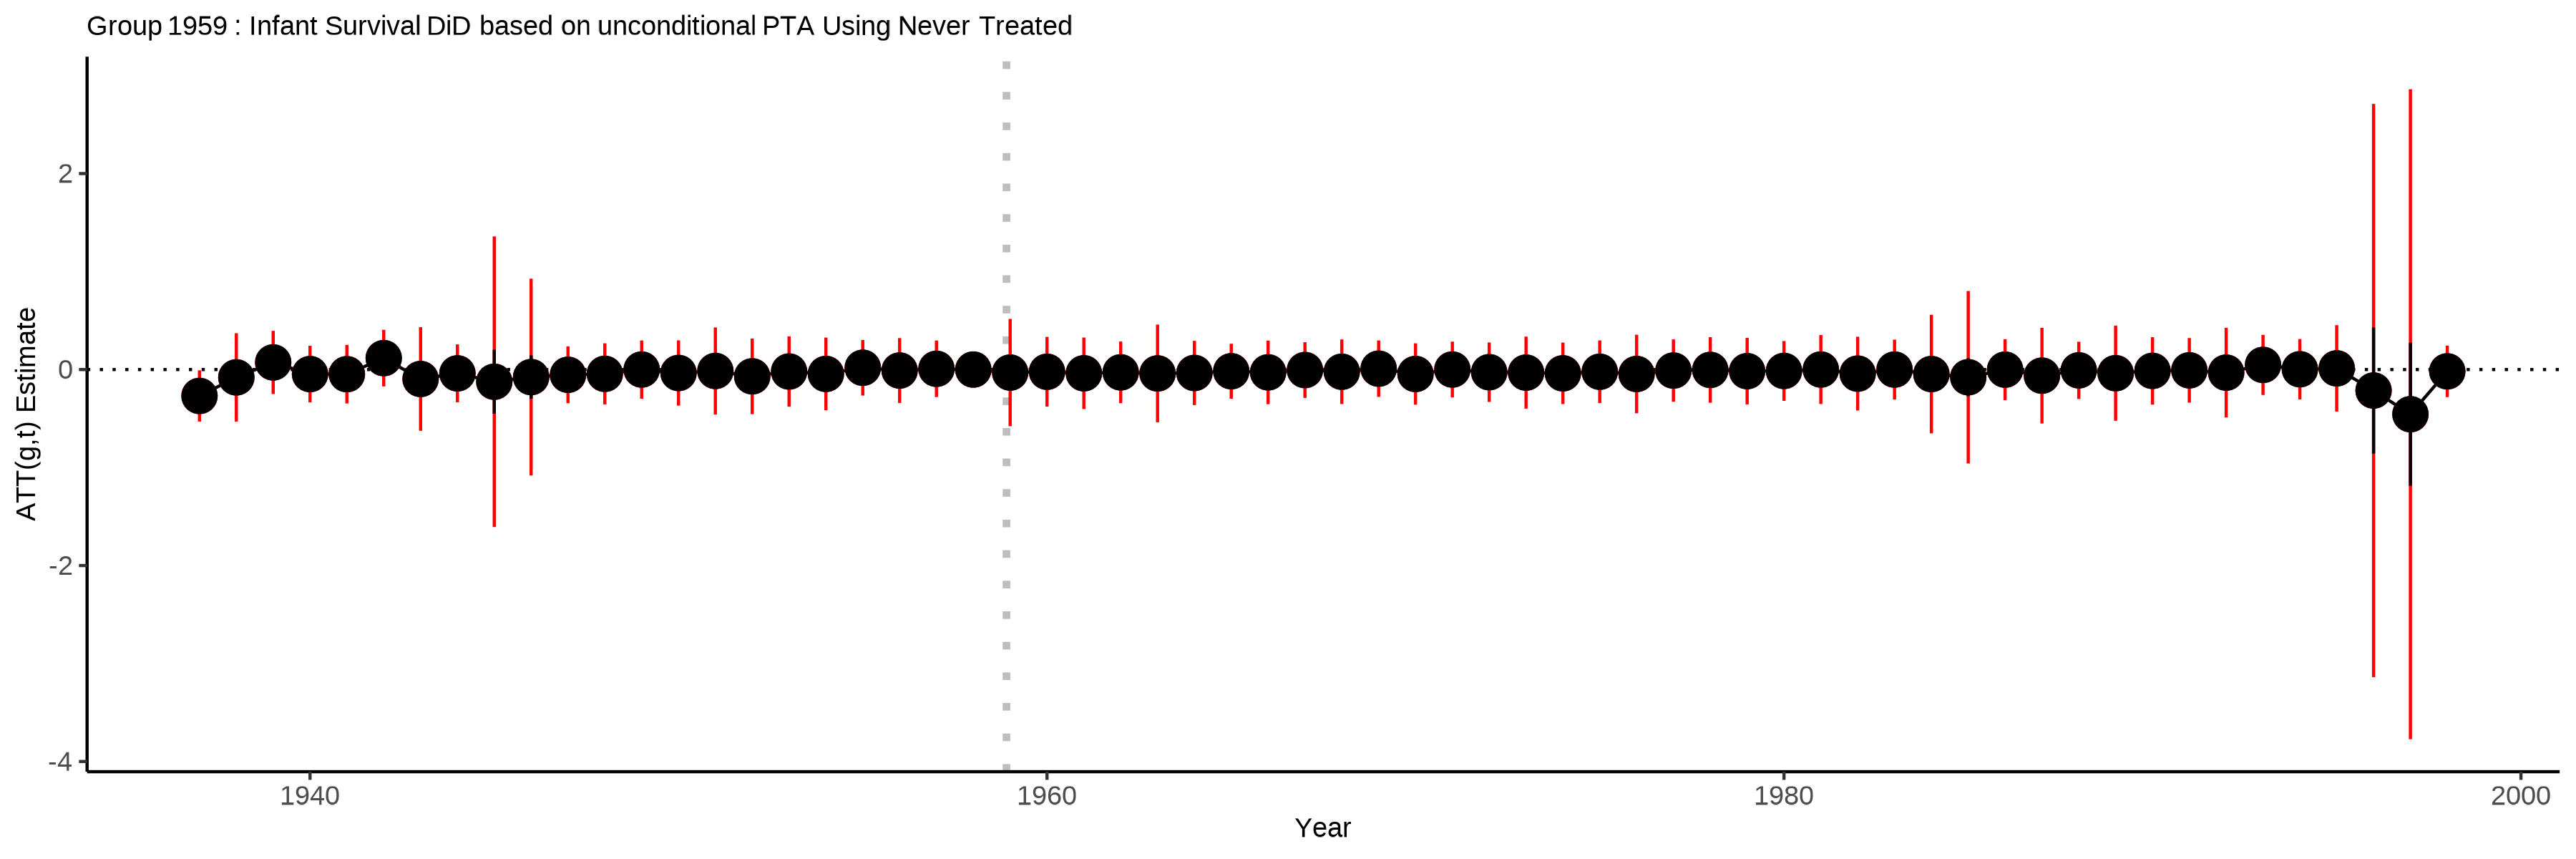 Group 1959 : Infant Survival DiD based on unconditional PTA Using Never Treated
ATT(g,t) Estimate
2
0
-2
-4
1940
1960
1980
2000
Year